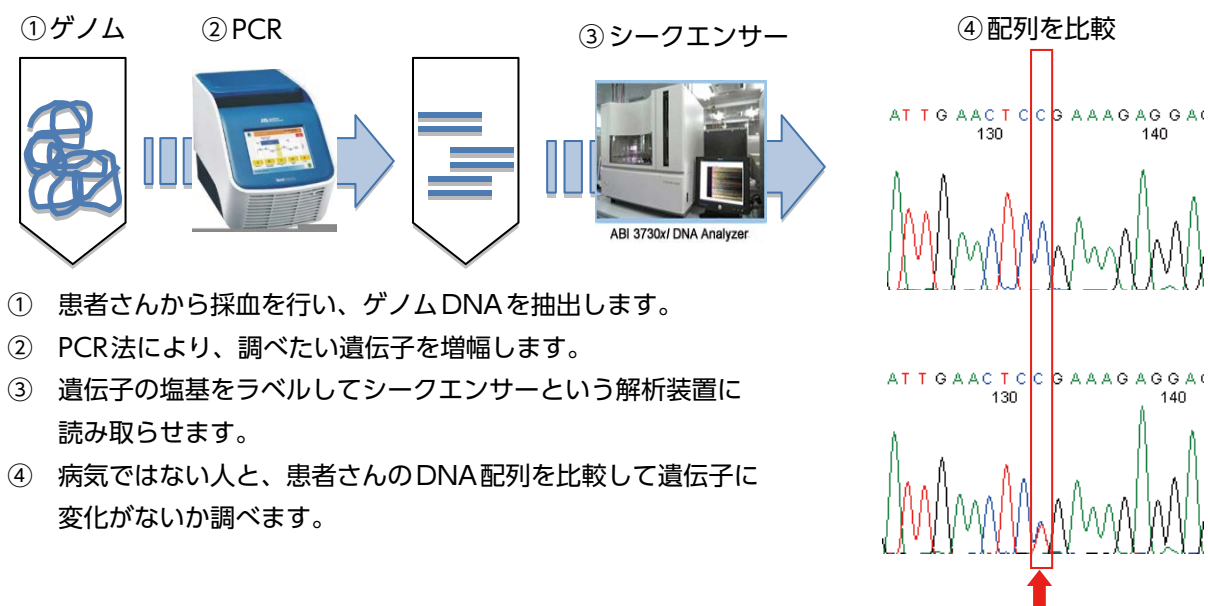 ①ゲノム
②PCR
③シークエンサー
④配列を比較
ABI 3730xl DNA Analyzer
ATTGAACTCCGAAAGAGGAC
130 140
ATTGAACTCCGAAAGAGGAC
130 140
① 患者さんから採血を行い、ゲノムDNAを抽出します。
② PCR法により、調べたい遺伝子を増幅します。
③ 遺伝子の塩基をラベルしてシークエンサーという解析装置に
読み取らせます。
④ 病気ではない人と、患者さんのDNA配列を比較して遺伝子に
変化がないか調べます。